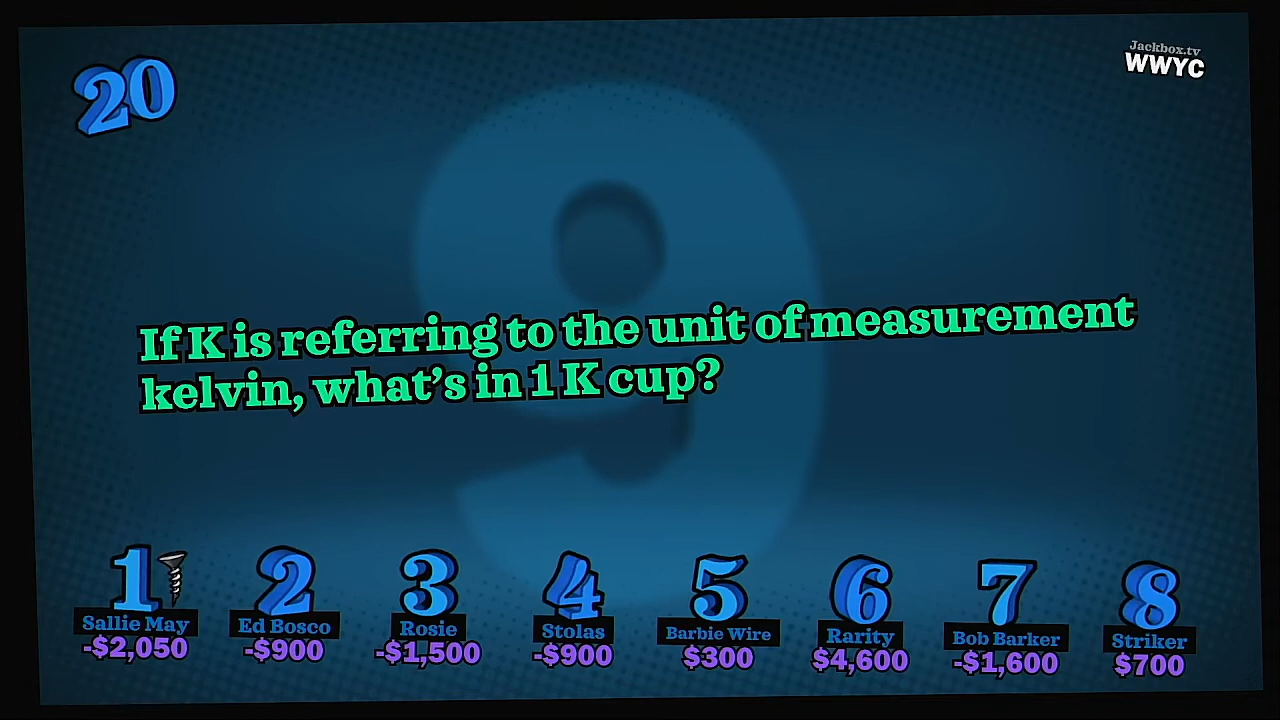 20
Jackbox.tv
WWYC
9
If K is referring to the unit of measurement
kelvin, what's in 1 K cup?
1 2 3 4 5 6 7 8
Sallie May Ed Bosco Rosie Stolas Barbie Wire Rarity Bob Barker Striker
-$2,050 -$900 -$1,500 -$900 $300 $4,600 -$1,600 $700